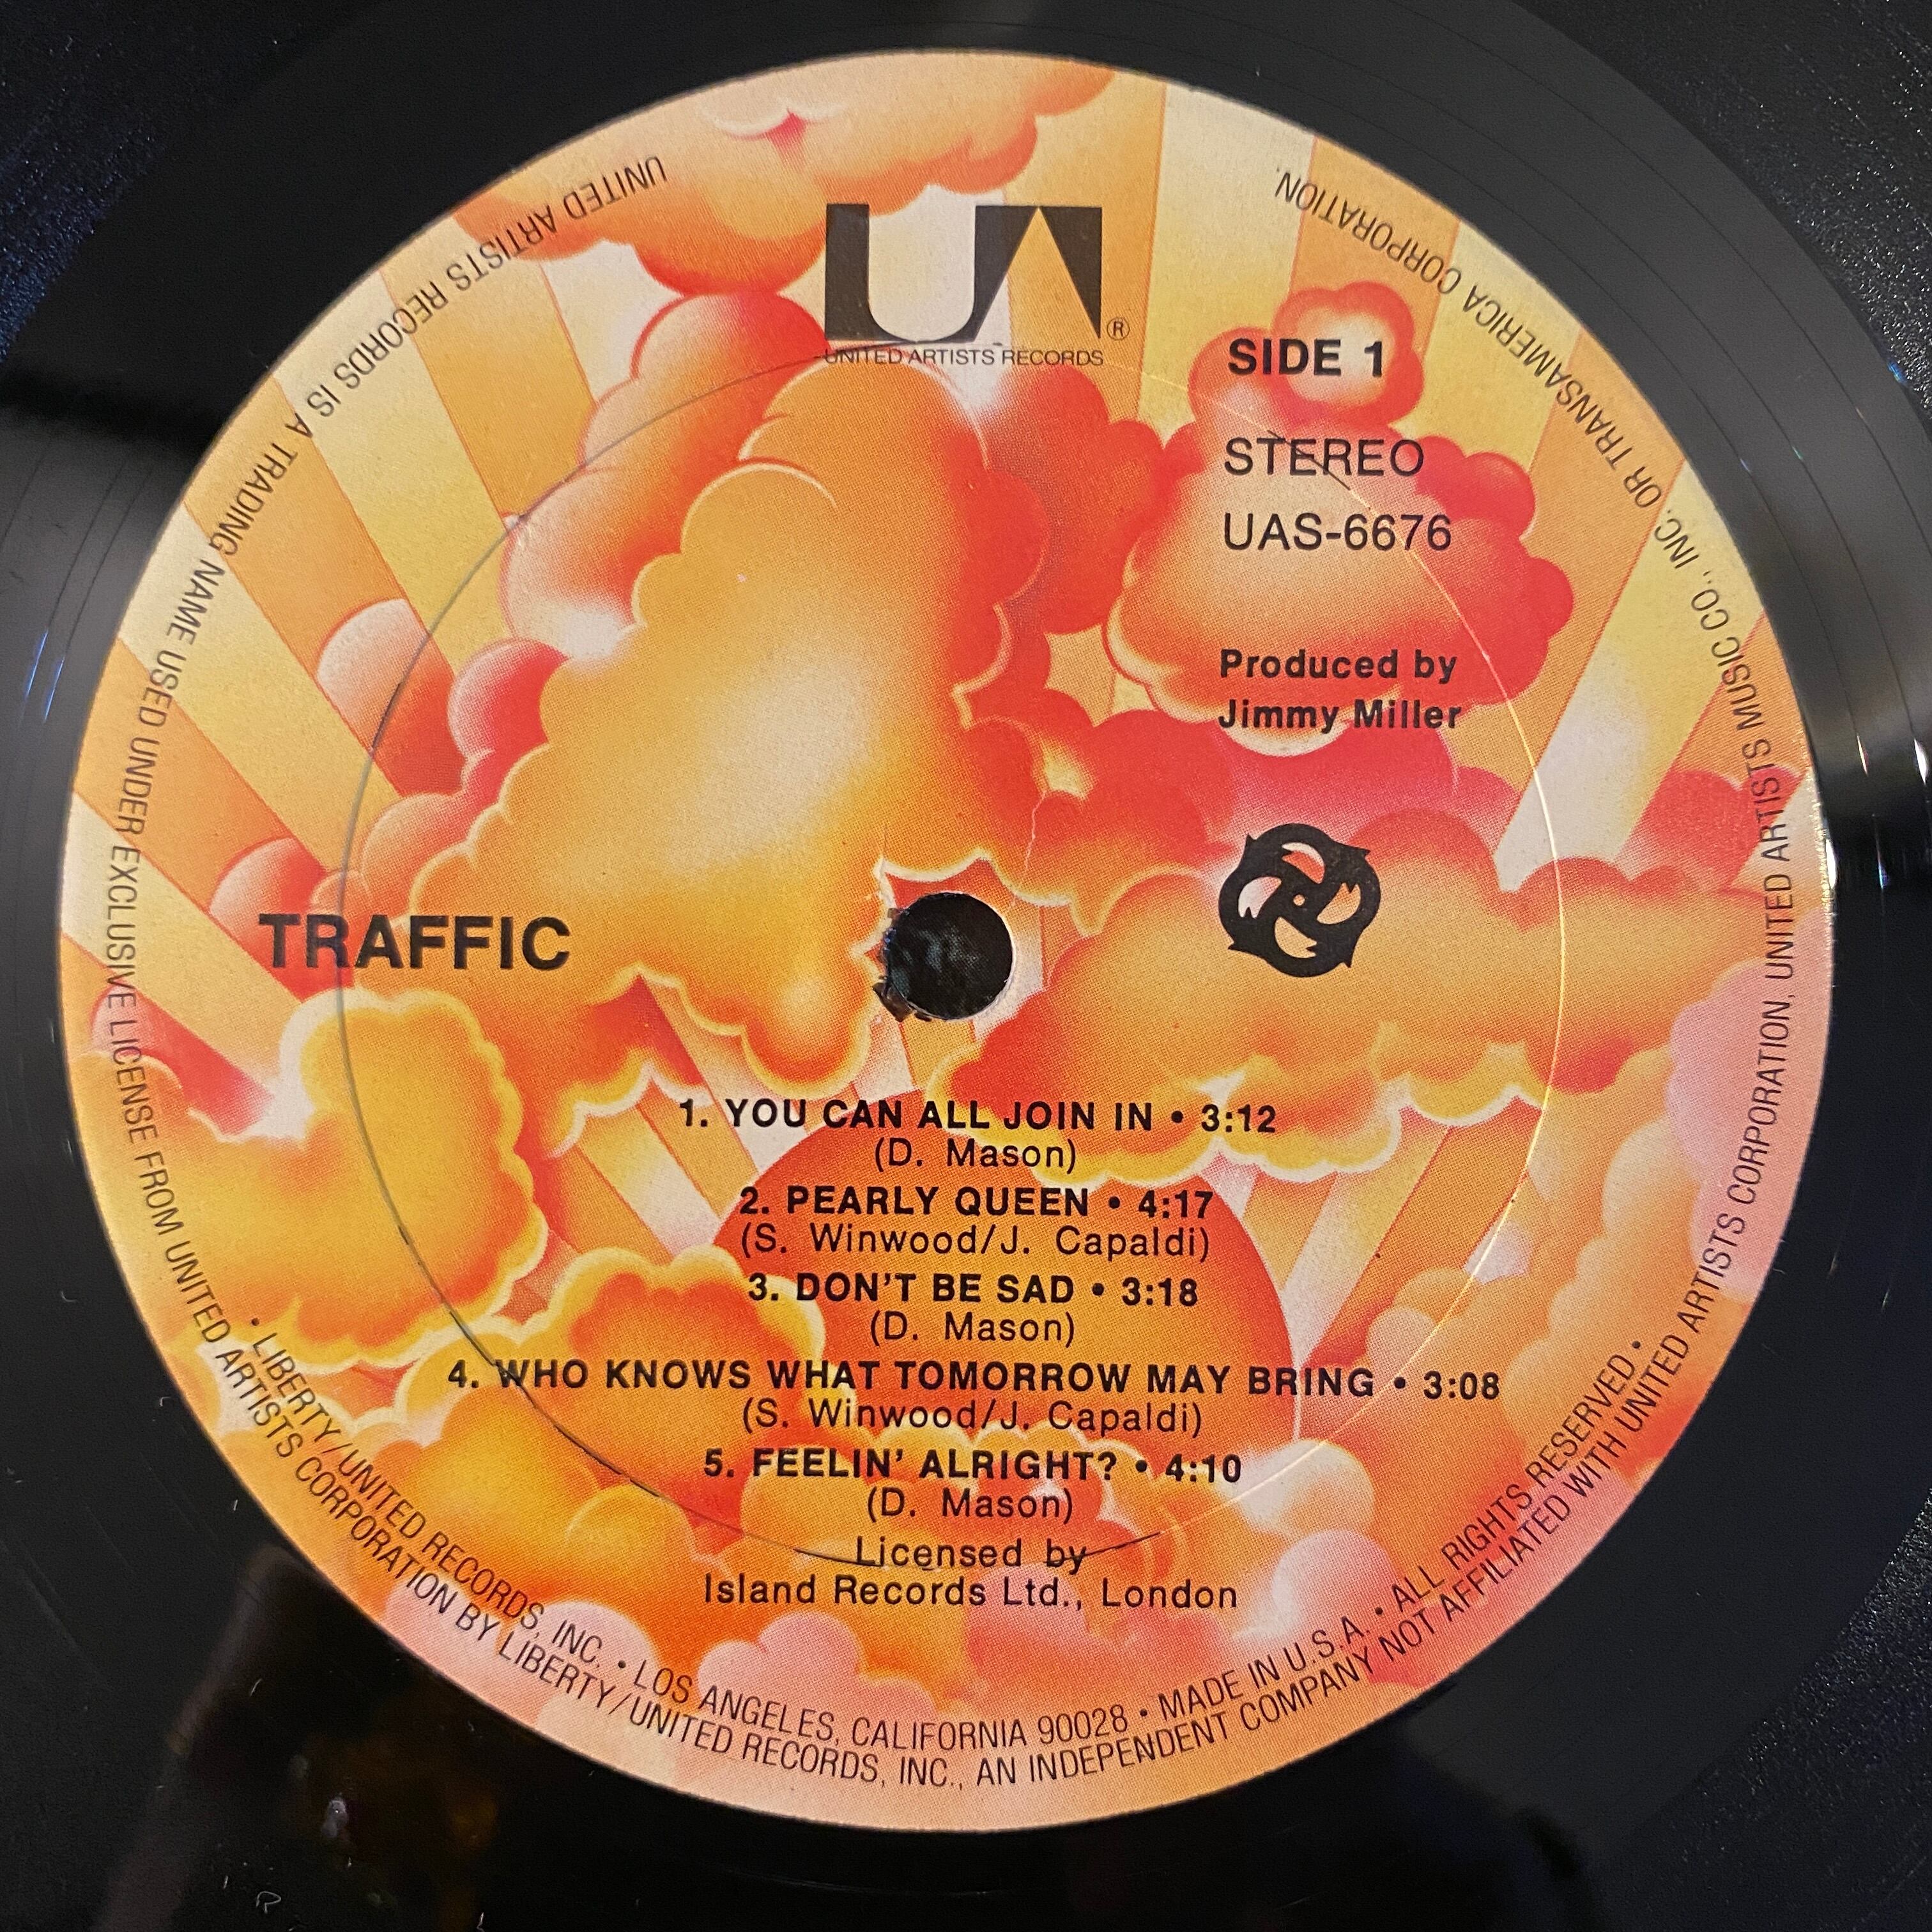 UA®
UNITED ARTISTS RECORDS
SIDE 1
STEREO
UAS-6676
Produced by
Jimmy Miller
TRAFFIC
1. YOU CAN ALL JOIN IN • 3:12
(D. Mason)
2. PEARLY QUEEN • 4:17
(S. Winwood/J. Capaldi)
3. DON'T BE SAD • 3:18
(D. Mason)
4. WHO KNOWS WHAT TOMORROW MAY BRING • 3:08
(S. Winwood/J. Capaldi)
5. FEELIN' ALRIGHT? • 4:10
(D. Mason)
Licensed by
Island Records Ltd., London
• LIBERTY/UNITED RECORDS, INC. • LOS ANGELES, CALIFORNIA 90028 • MADE IN U.S.A. • ALL RIGHTS RESERVED •
UNITED ARTISTS RECORDS IS A TRADING NAME USED UNDER EXCLUSIVE LICENSE FROM UNITED ARTISTS CORPORATION BY LIBERTY/UNITED RECORDS, INC., AN INDEPENDENT COMPANY NOT AFFILIATED WITH UNITED ARTISTS CORPORATION, UNITED ARTISTS MUSIC CO., INC. OR TRANSAMERICA CORPORATION.